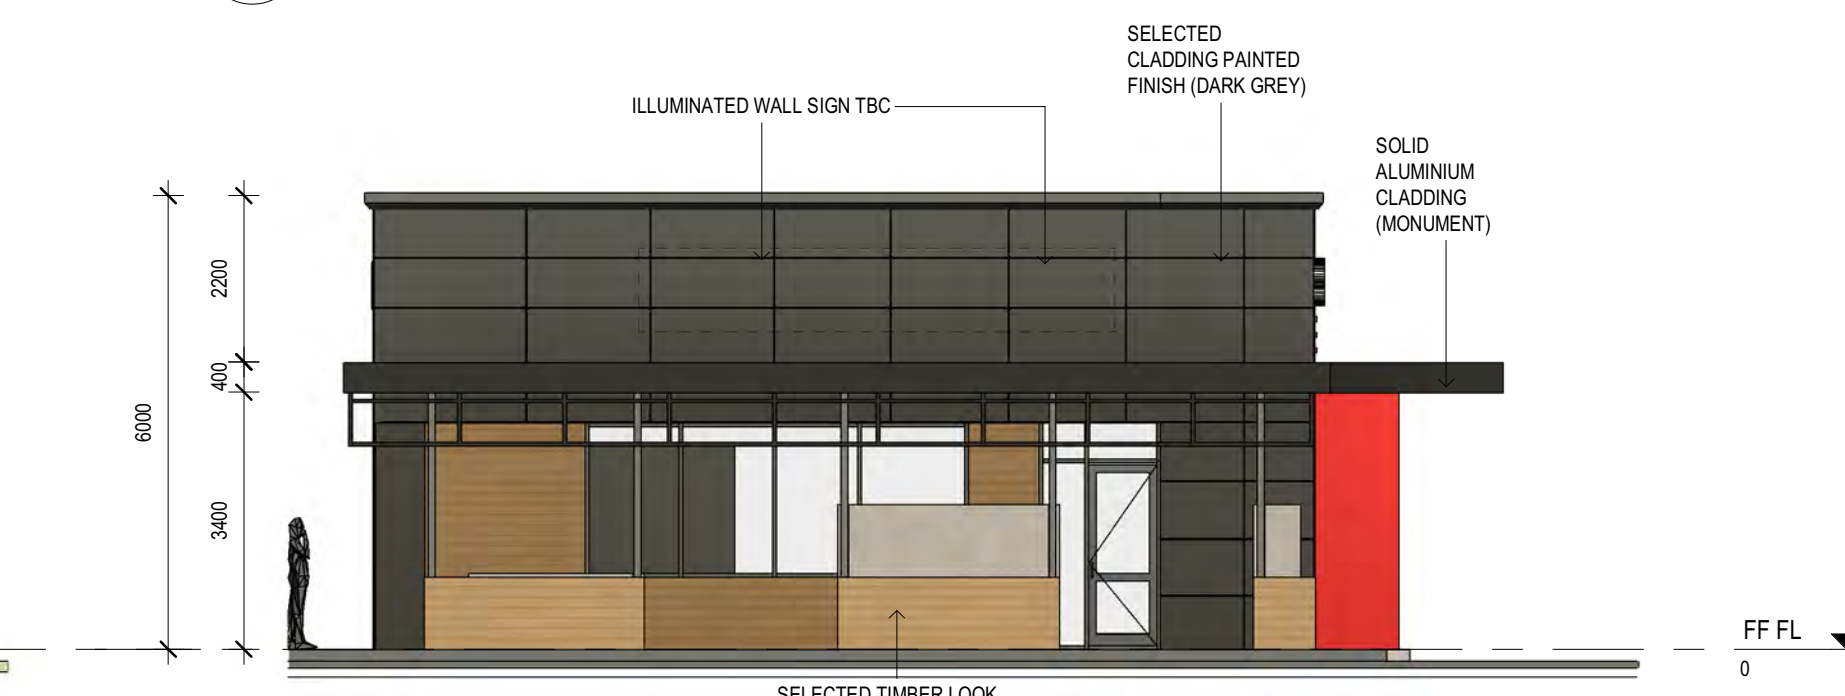 SELECTED
CLADDING PAINTED
FINISH (DARK GREY)
ILLUMINATED WALL SIGN TBC
SOLID
ALUMINIUM
CLADDING
(MONUMENT)
2200
400
6000
3400
FF FL
0
SELECTED TIMBER LOOK